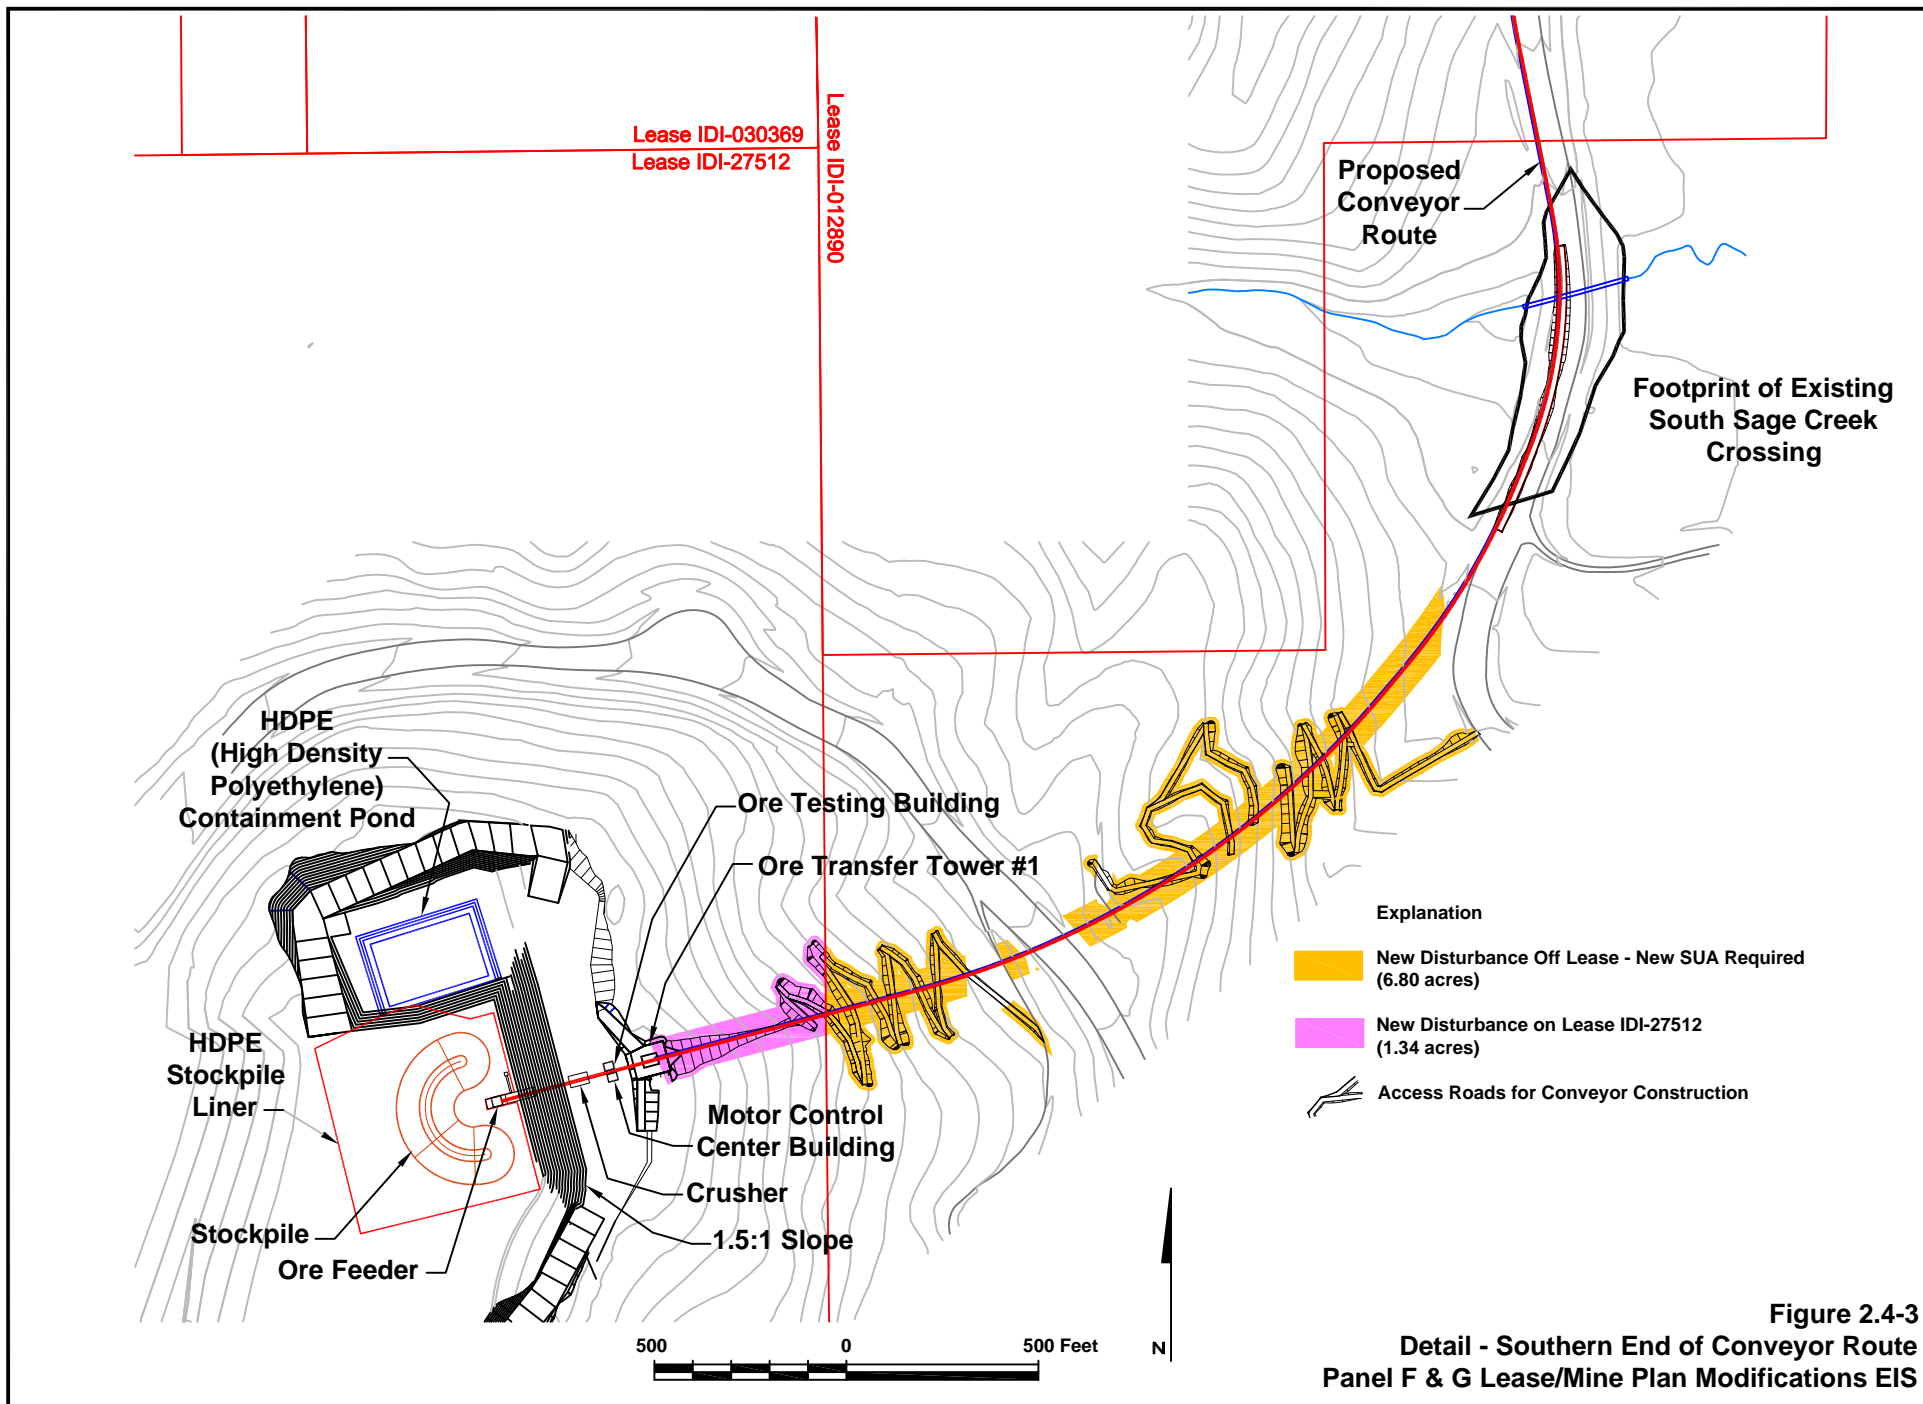 Lease IDI-030369
Lease IDI-27512
Lease IDI-012890
Proposed
Conveyor
Route
Footprint of Existing
South Sage Creek
Crossing
HDPE
(High Density
Polyethylene)
Containment Pond
Ore Testing Building
Ore Transfer Tower #1
HDPE
Stockpile
Liner
Motor Control
Center Building
Crusher
1.5:1 Slope
Stockpile
Ore Feeder
Explanation
New Disturbance Off Lease - New SUA Required
(6.80 acres)
New Disturbance on Lease IDI-27512
(1.34 acres)
Access Roads for Conveyor Construction
500 0 500 Feet
N
Figure 2.4-3
Detail - Southern End of Conveyor Route
Panel F & G Lease/Mine Plan Modifications EIS